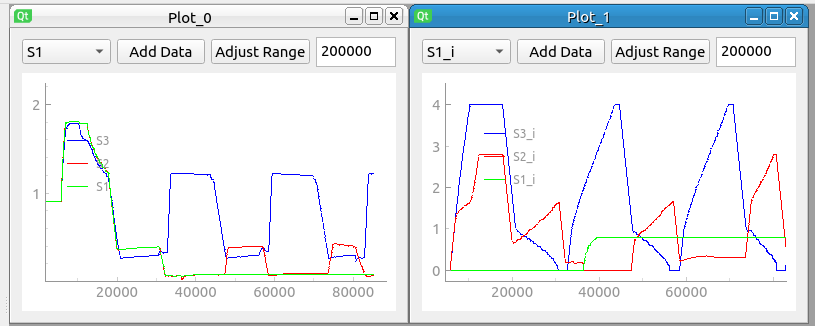 Qt Plot_0
S1 Add Data Adjust Range 200000
2
1
S3
S2
S1
20000 40000 60000 80000
Qt Plot_1
S1_i Add Data Adjust Range 200000
4
3
2
1
0
S3_i
S2_i
S1_i
20000 40000 60000